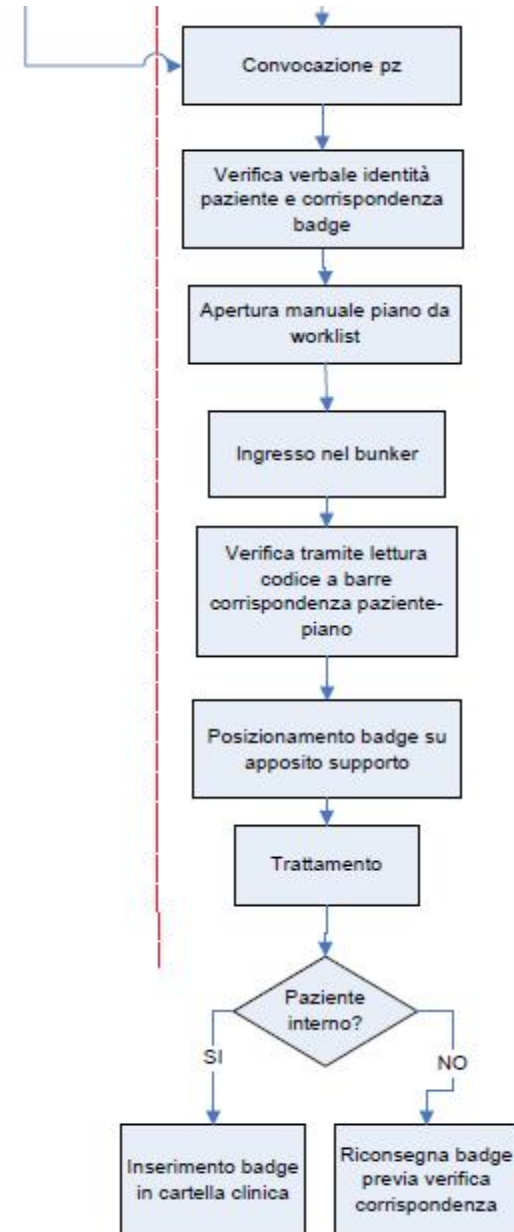 Convocazione pz
Verifica verbale identità
paziente e corrispondenza
badge
Apertura manuale piano da
worklist
Ingresso nel bunker
Verifica tramite lettura
codice a barre
corrispondenza paziente-
piano
Posizionamento badge su
apposito supporto
Trattamento
Paziente
interno?
SI
NO
Inserimento badge
in cartella clinica
Riconsegna badge
previa verifica
corrispondenza